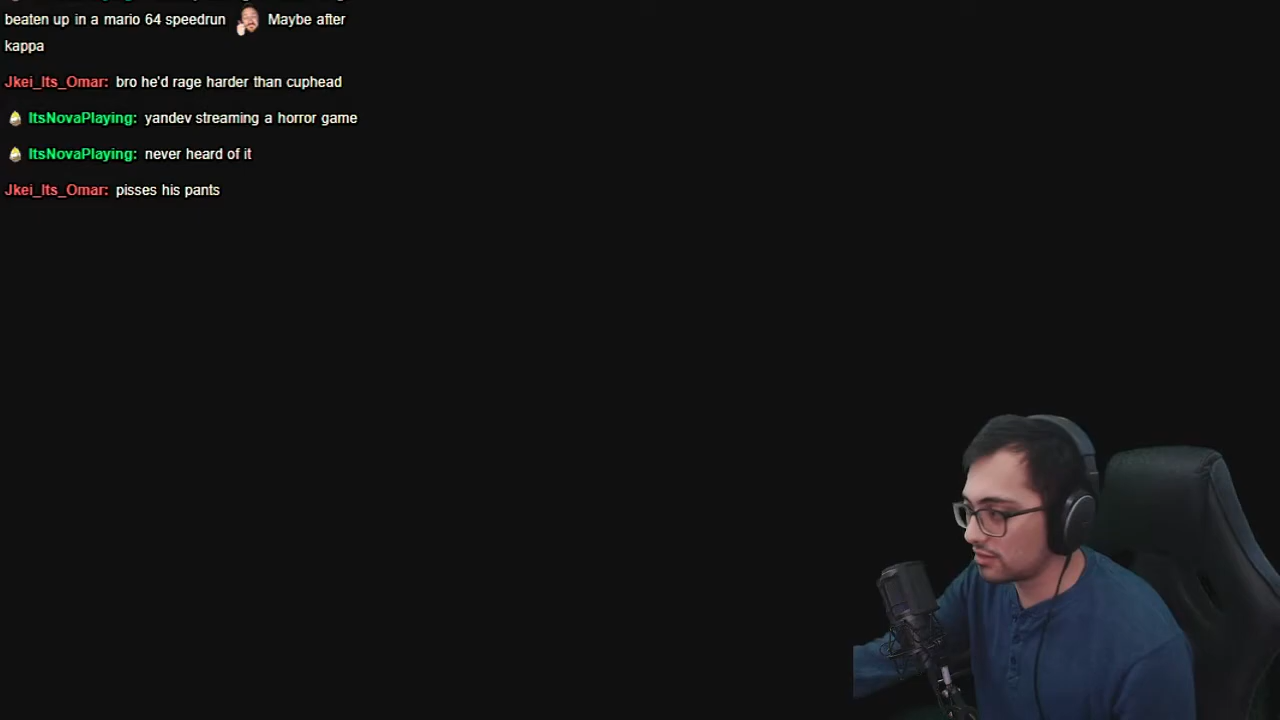 beaten up in a mario 64 speedrun Maybe after
kappa
Jkei_Its_Omar: bro he'd rage harder than cuphead
ItsNovaPlaying: yandev streaming a horror game
ItsNovaPlaying: never heard of it
Jkei_Its_Omar: pisses his pants